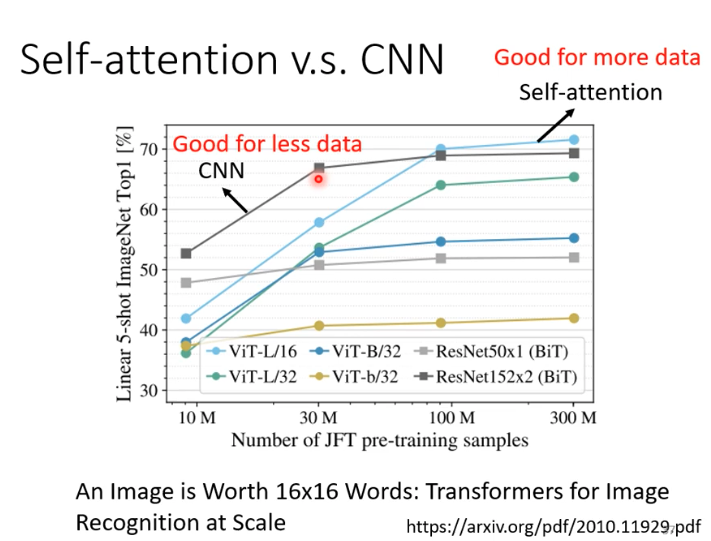 Self-attention v.s. CNN
Good for more data
Self-attention
Good for less data
CNN
Linear 5-shot ImageNet Top1 [%]
70
60
50
40
30
ViT-L/16
ViT-B/32
ResNet50x1 (BiT)
ViT-L/32
ViT-b/32
ResNet152x2 (BiT)
10 M
30 M
100 M
300 M
Number of JFT pre-training samples
An Image is Worth 16x16 Words: Transformers for Image
Recognition at Scale
https://arxiv.org/pdf/2010.11929.pdf